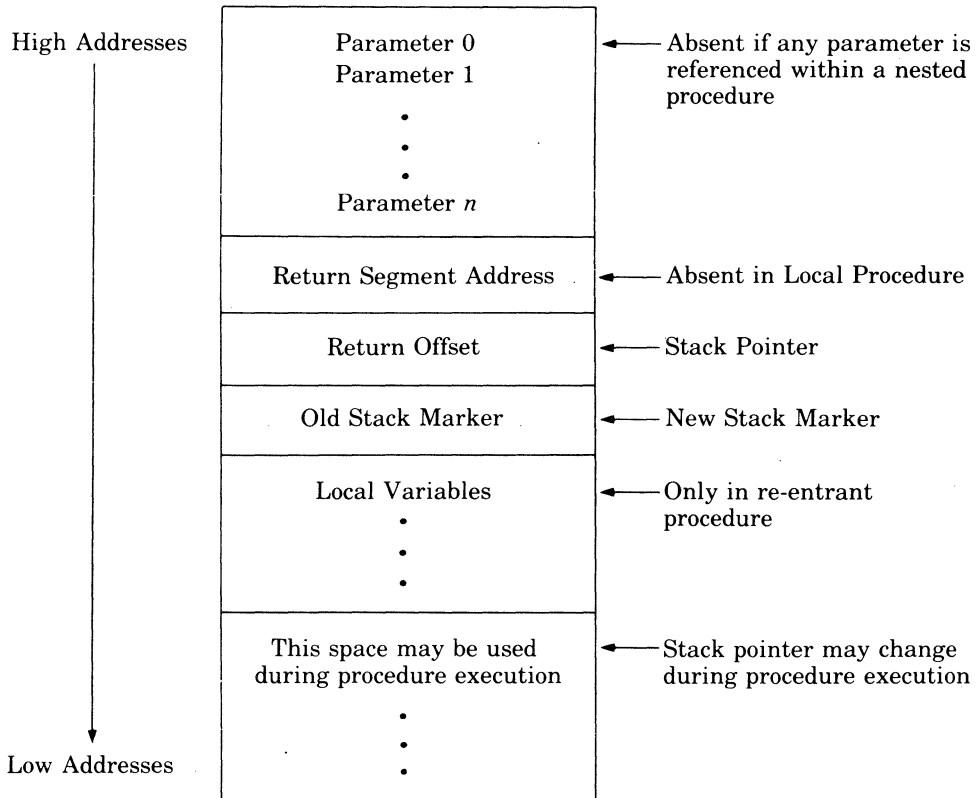 High Addresses
Parameter 0
Absent if any parameter is
referenced within a nested
procedure
Parameter 1
Parameter n
Return Segment Address
Absent in Local Procedure
Return Offset
Stack Pointer
Old Stack Marker
New Stack Marker
Local Variables
Only in re-entrant
procedure
This space may be used
during procedure execution
Stack pointer may change
during procedure execution
Low Addresses